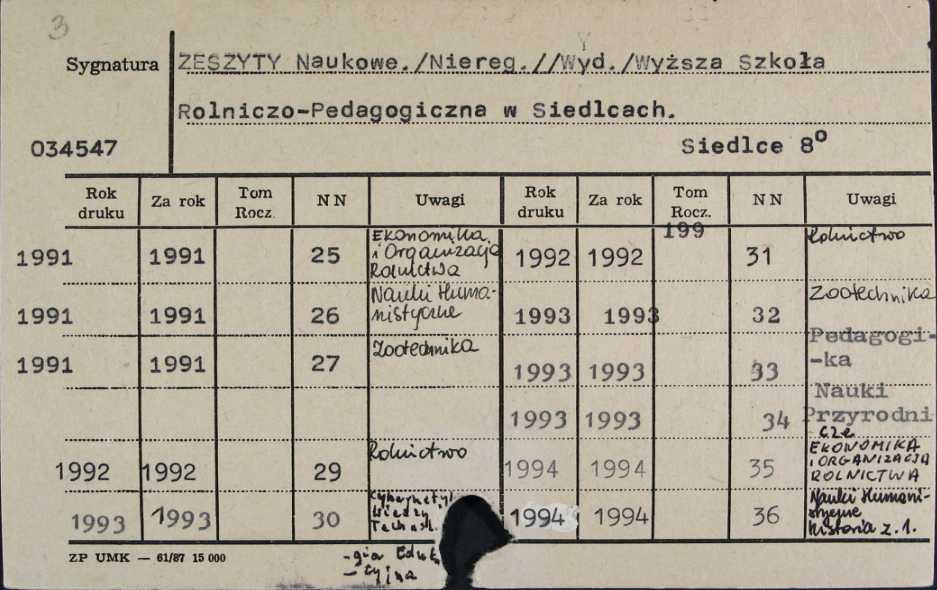 3
Sygnatura ZESZYTY Naukowe./Niereg.//Wyd./Wyższa Szkoła
Rolniczo-Pedagogiczna w Siedlcach.
034547 Siedlce 8o
Rok druku Za rok Tom Rocz. NN Uwagi Rok druku Za rok Tom Rocz. NN Uwagi
199
1991 1991 25 Ekonomika i Organizacja Rolnictwa 1992 1992 31 Rolnictwo
1991 1991 26 Nauki Huma-nistyczne 1993 1993 32 Zootechnika
1991 1991 27 Zootechnika 1993 1993 33 Pedagogi--ka
1993 1993 34 Nauki Przyrodni cze
1992 1992 29 Rolnictwo 1994 1994 35 EKONOMIKA i ORGANIZACJA ROLNICTWA
1993 1993 30 1994 1994 36 Nauki Humani-styczne historia z. 1.
ZP UMK — 61/87 15 000
-gia
-cyjna